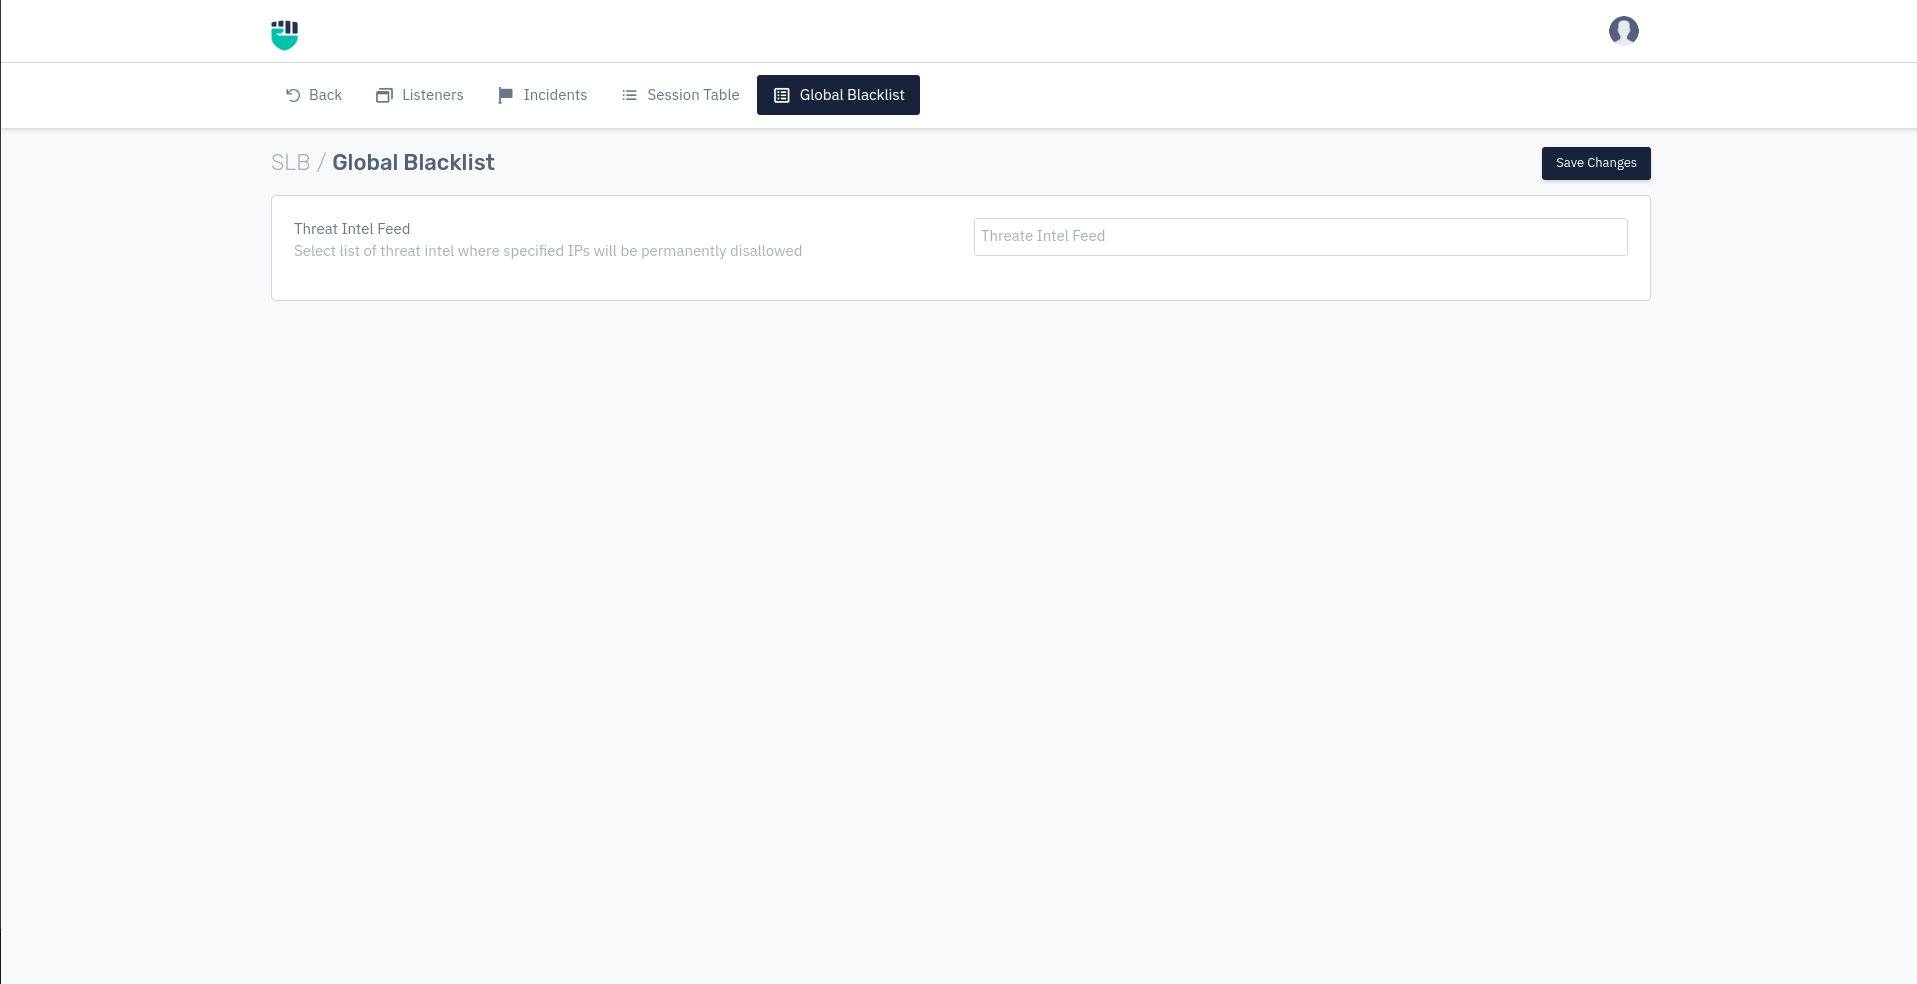 Back Listeners Incidents Session Table Global Blacklist
SLB / Global Blacklist
Save Changes
Threat Intel Feed
Select list of threat intel where specified IPs will be permanently disallowed
Threate Intel Feed